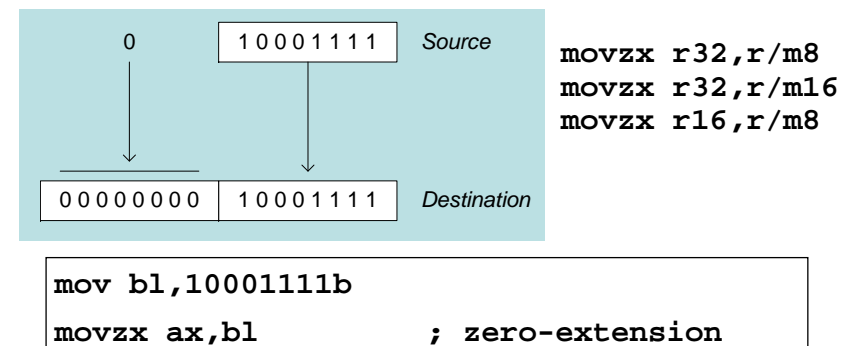 0 10001111 Source
movzx r32,r/m8
movzx r32,r/m16
movzx r16,r/m8
00000000 10001111 Destination
mov bl,10001111b
movzx ax,bl ; zero-extension